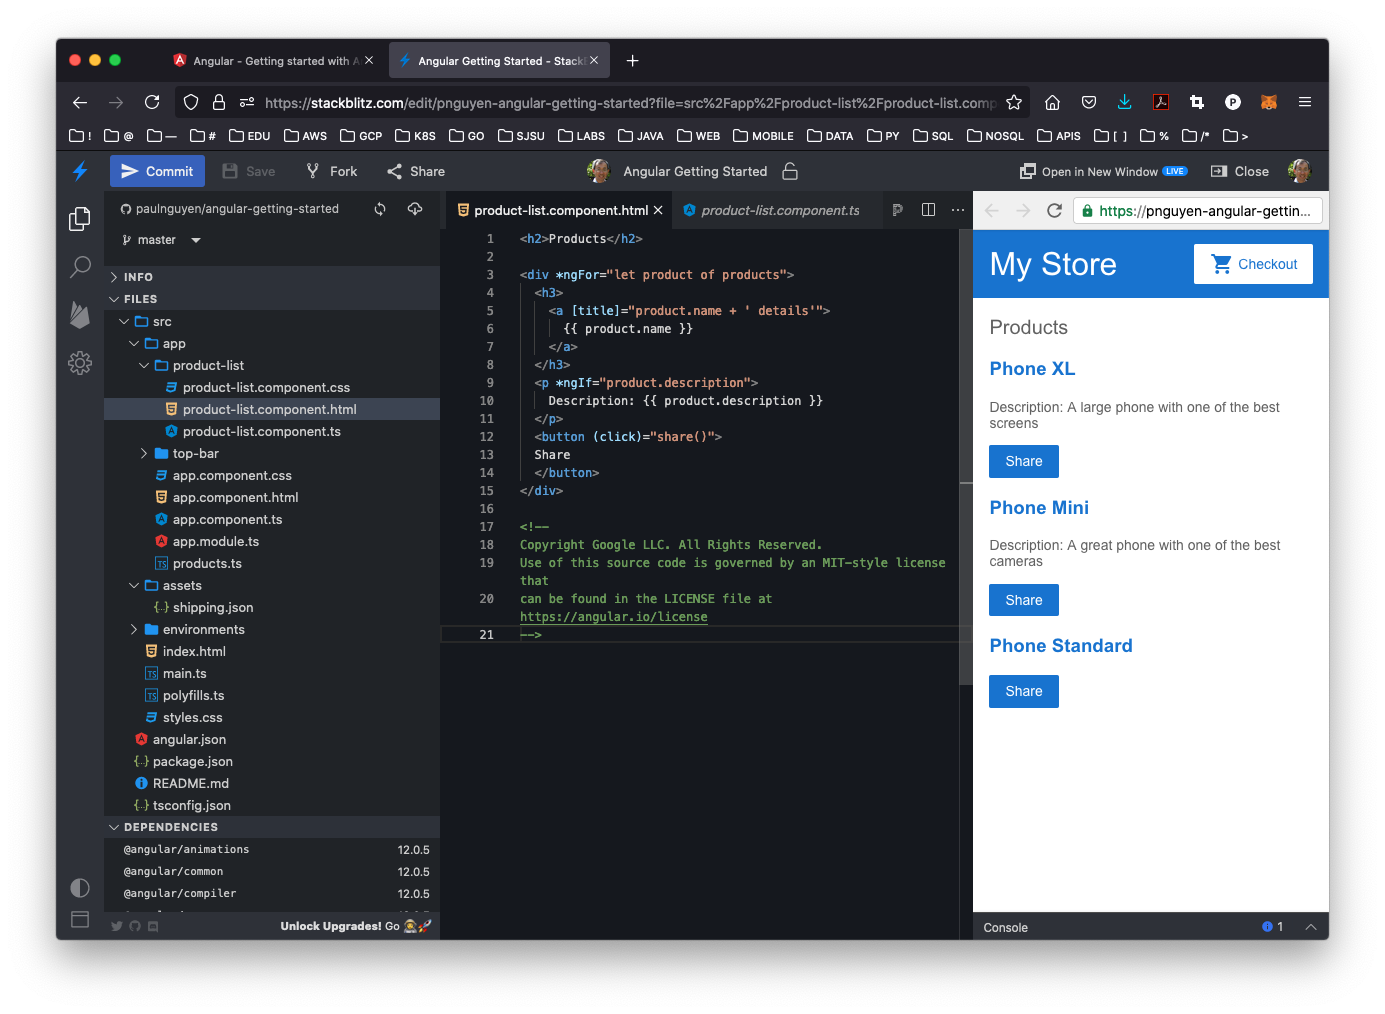 Angular - Getting started with A
Angular Getting Started - StackB
https://stackblitz.com/edit/pnguyen-angular-getting-started?file=src%2Fapp%2Fproduct-list%2Fproduct-list.comp
! @ — # EDU AWS GCP K8S GO SJSU LABS JAVA WEB MOBILE DATA PY SQL NOSQL APIS [ ] % /* >
Commit Save Fork Share Angular Getting Started Open in New Window LIVE Close
paulnguyen/angular-getting-started
master
INFO
FILES
src
app
product-list
product-list.component.css
product-list.component.html
product-list.component.ts
top-bar
app.component.css
app.component.html
app.component.ts
app.module.ts
products.ts
assets
shipping.json
environments
index.html
main.ts
polyfills.ts
styles.css
angular.json
package.json
README.md
tsconfig.json
DEPENDENCIES
@angular/animations 12.0.5
@angular/common 12.0.5
@angular/compiler 12.0.5
Unlock Upgrades! Go
product-list.component.html product-list.component.ts
1 <h2>Products</h2>
2
3 <div *ngFor="let product of products">
4 <h3>
5 <a [title]="product.name + ' details'">
6 {{ product.name }}
7 </a>
8 </h3>
9 <p *ngIf="product.description">
10 Description: {{ product.description }}
11 </p>
12 <button (click)="share()">
13 Share
14 </button>
15 </div>
16
17 <!--
18 Copyright Google LLC. All Rights Reserved.
19 Use of this source code is governed by an MIT-style license
that
20 can be found in the LICENSE file at
https://angular.io/license
21 -->
https://pnguyen-angular-gettin...
My Store Checkout
Products
Phone XL
Description: A large phone with one of the best
screens
Share
Phone Mini
Description: A great phone with one of the best
cameras
Share
Phone Standard
Share
Console 1